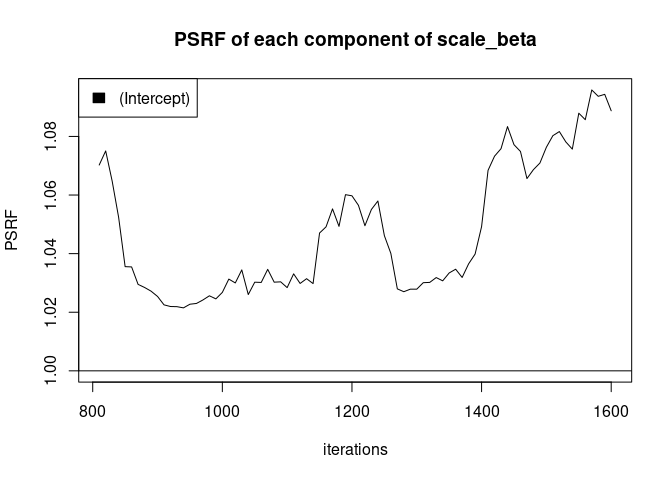 PSRF of each component of scale_beta
(Intercept)
PSRF
1.08
1.06
1.04
1.02
1.00
800 1000 1200 1400 1600
iterations